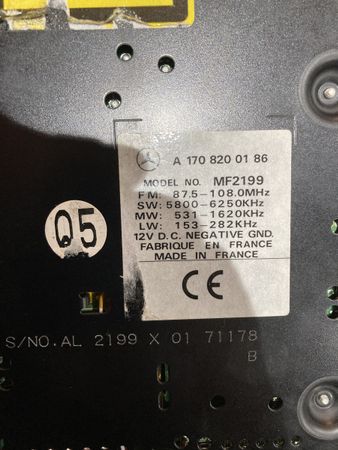 A 170 820 01 86
MODEL NO. MF2199
FM: 87.5-108.0MHz
SW: 5800-6250KHz
MW: 531-1620KHz
LW: 153-282KHz
12V D.C. NEGATIVE GND.
FABRIQUE EN FRANCE
MADE IN FRANCE
CE
Q5
S/NO. AL 2199 X 01 71178
B